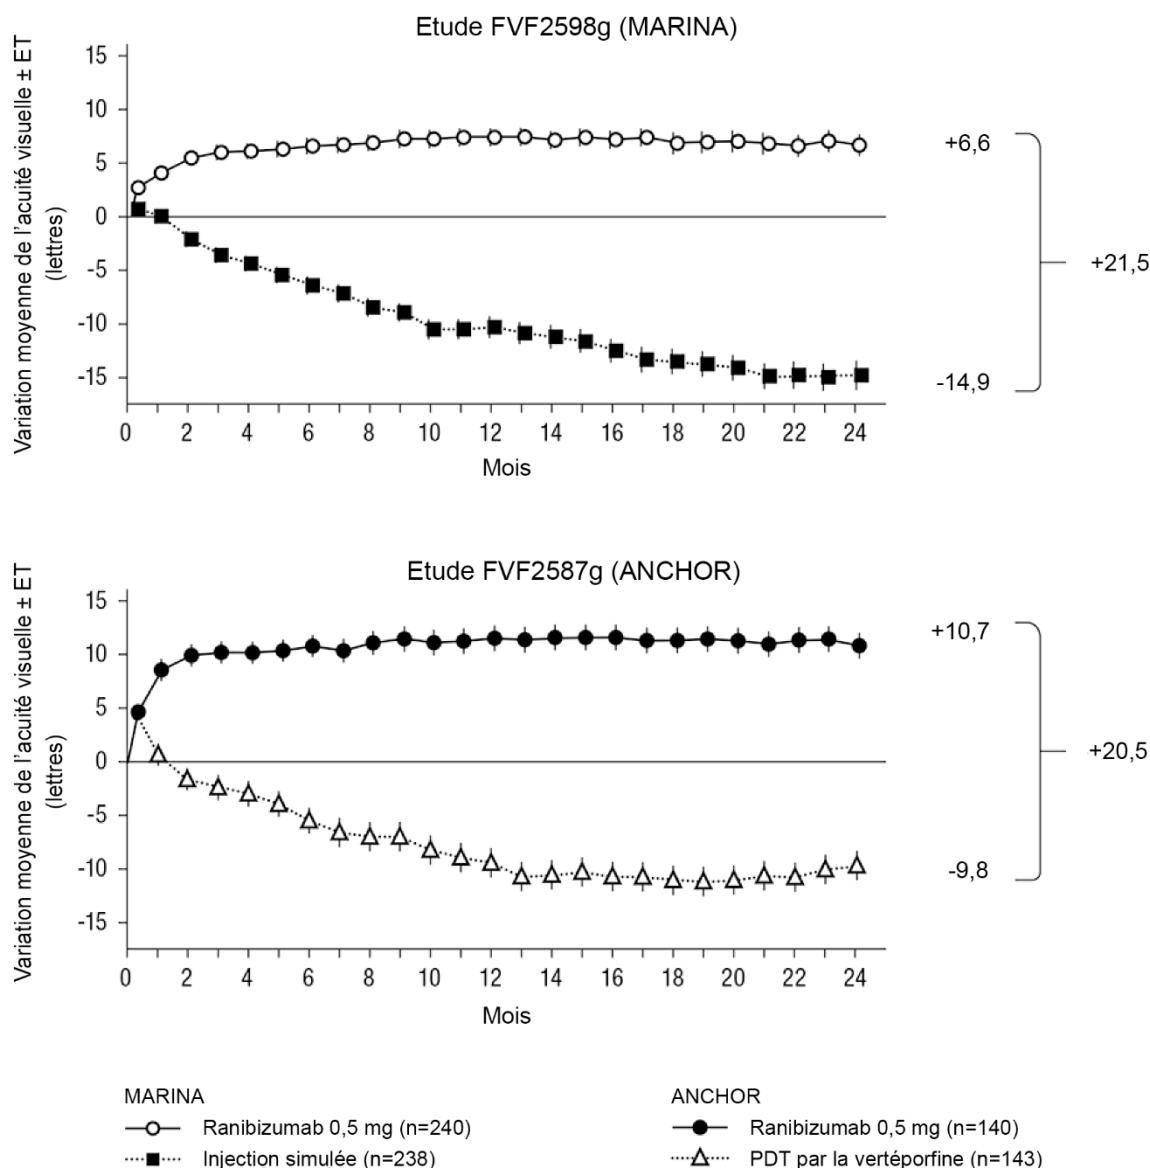 Etude FVF2598g (MARINA)
Variation moyenne de l'acuité visuelle ± ET
(lettres)
15
10
5
0
-5
-10
-15
0 2 4 6 8 10 12 14 16 18 20 22 24
Mois
+6,6
+21,5
-14,9
Etude FVF2587g (ANCHOR)
Variation moyenne de l'acuité visuelle ± ET
(lettres)
15
10
5
0
-5
-10
-15
0 2 4 6 8 10 12 14 16 18 20 22 24
Mois
+10,7
+20,5
-9,8
MARINA
Ranibizumab 0,5 mg (n=240)
Injection simulée (n=238)
ANCHOR
Ranibizumab 0,5 mg (n=140)
PDT par la vertéporfine (n=143)